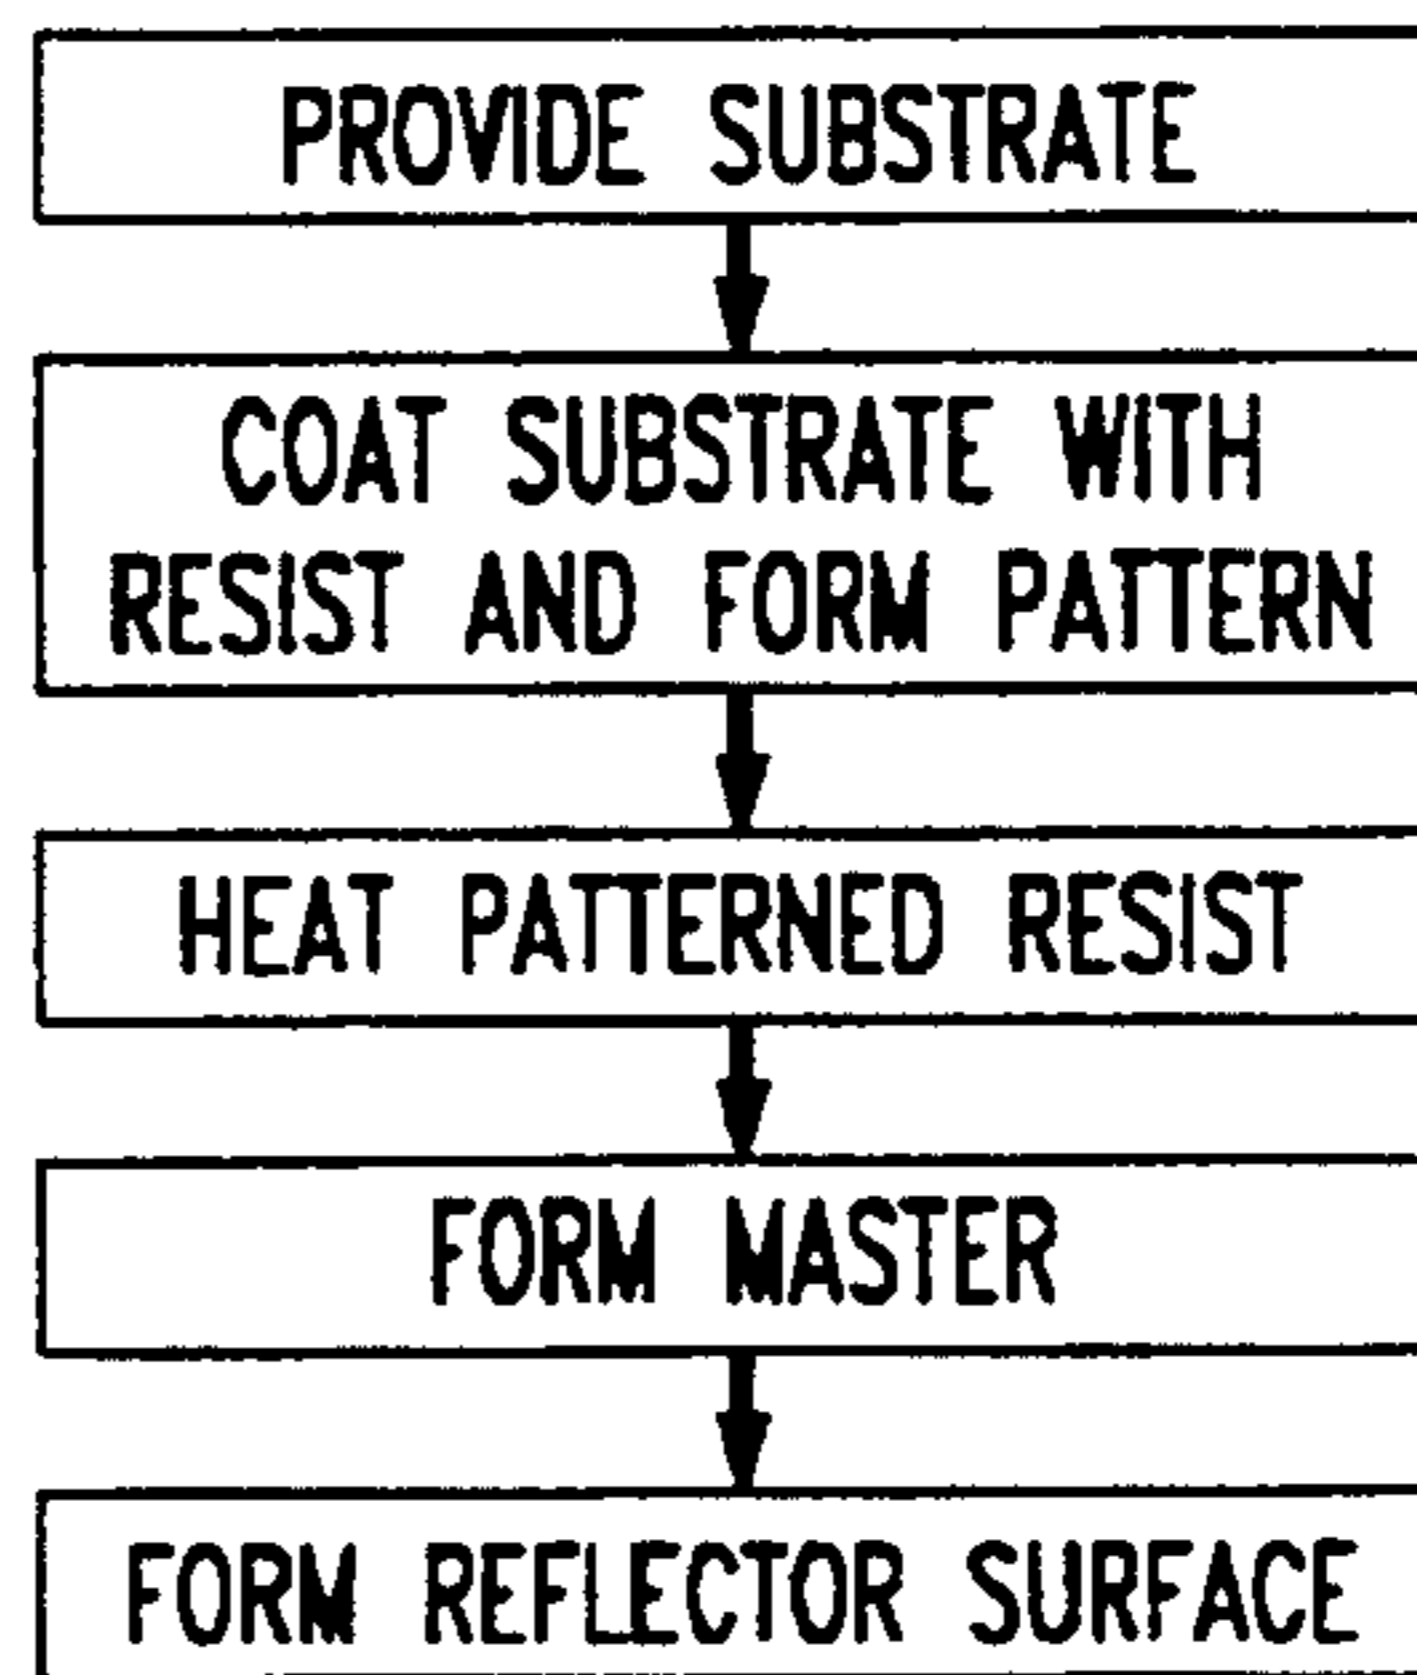 PROVIDE SUBSTRATE
COAT SUBSTRATE WITH
RESIST AND FORM PATTERN
HEAT PATTERNED RESIST
FORM MASTER
FORM REFLECTOR SURFACE